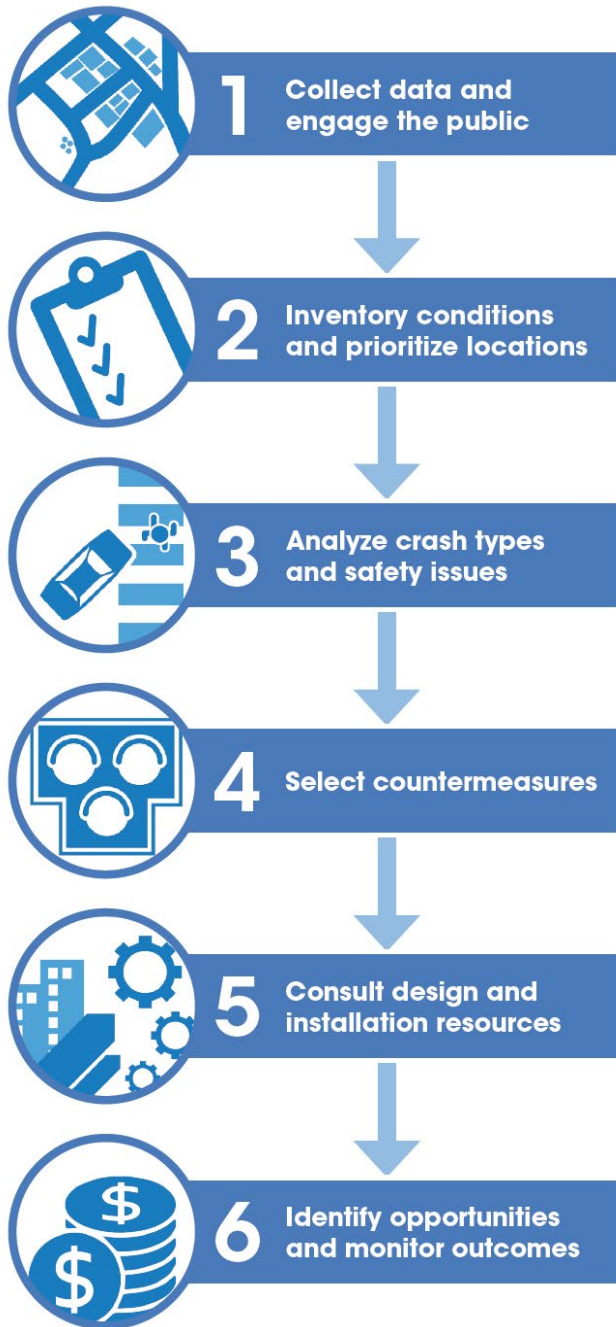 1
Collect data and
engage the public
2
Inventory conditions
and prioritize locations
3
Analyze crash types
and safety issues
4
Select countermeasures
5
Consult design and
installation resources
6
Identify opportunities
and monitor outcomes
$
$